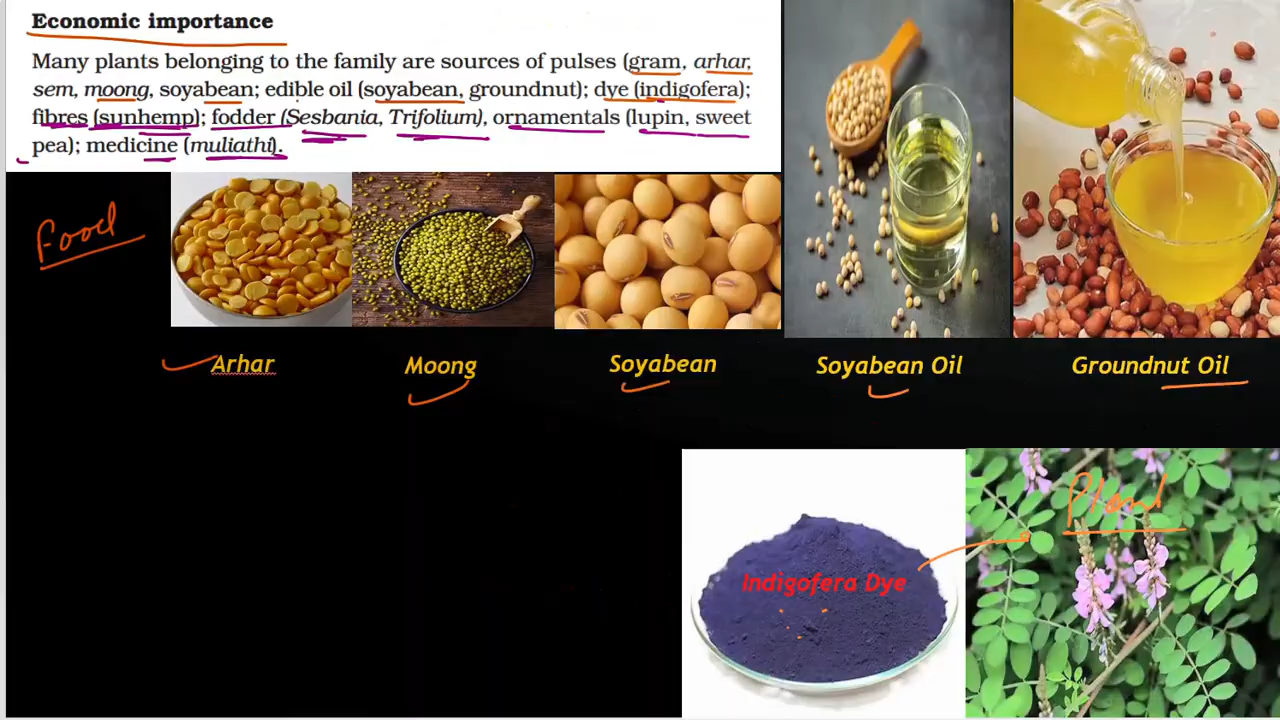 Economic importance
Many plants belonging to the family are sources of pulses (gram, arhar,
sem, moong, soyabean; edible oil (soyabean, groundnut); dye (indigofera);
fibres (sunhemp); fodder (Sesbania, Trifolium), ornamentals (lupin, sweet
pea); medicine (muliathi).
Food
Arhar
Moong
Soyabean
Soyabean Oil
Groundnut Oil
Plant
Indigofera Dye